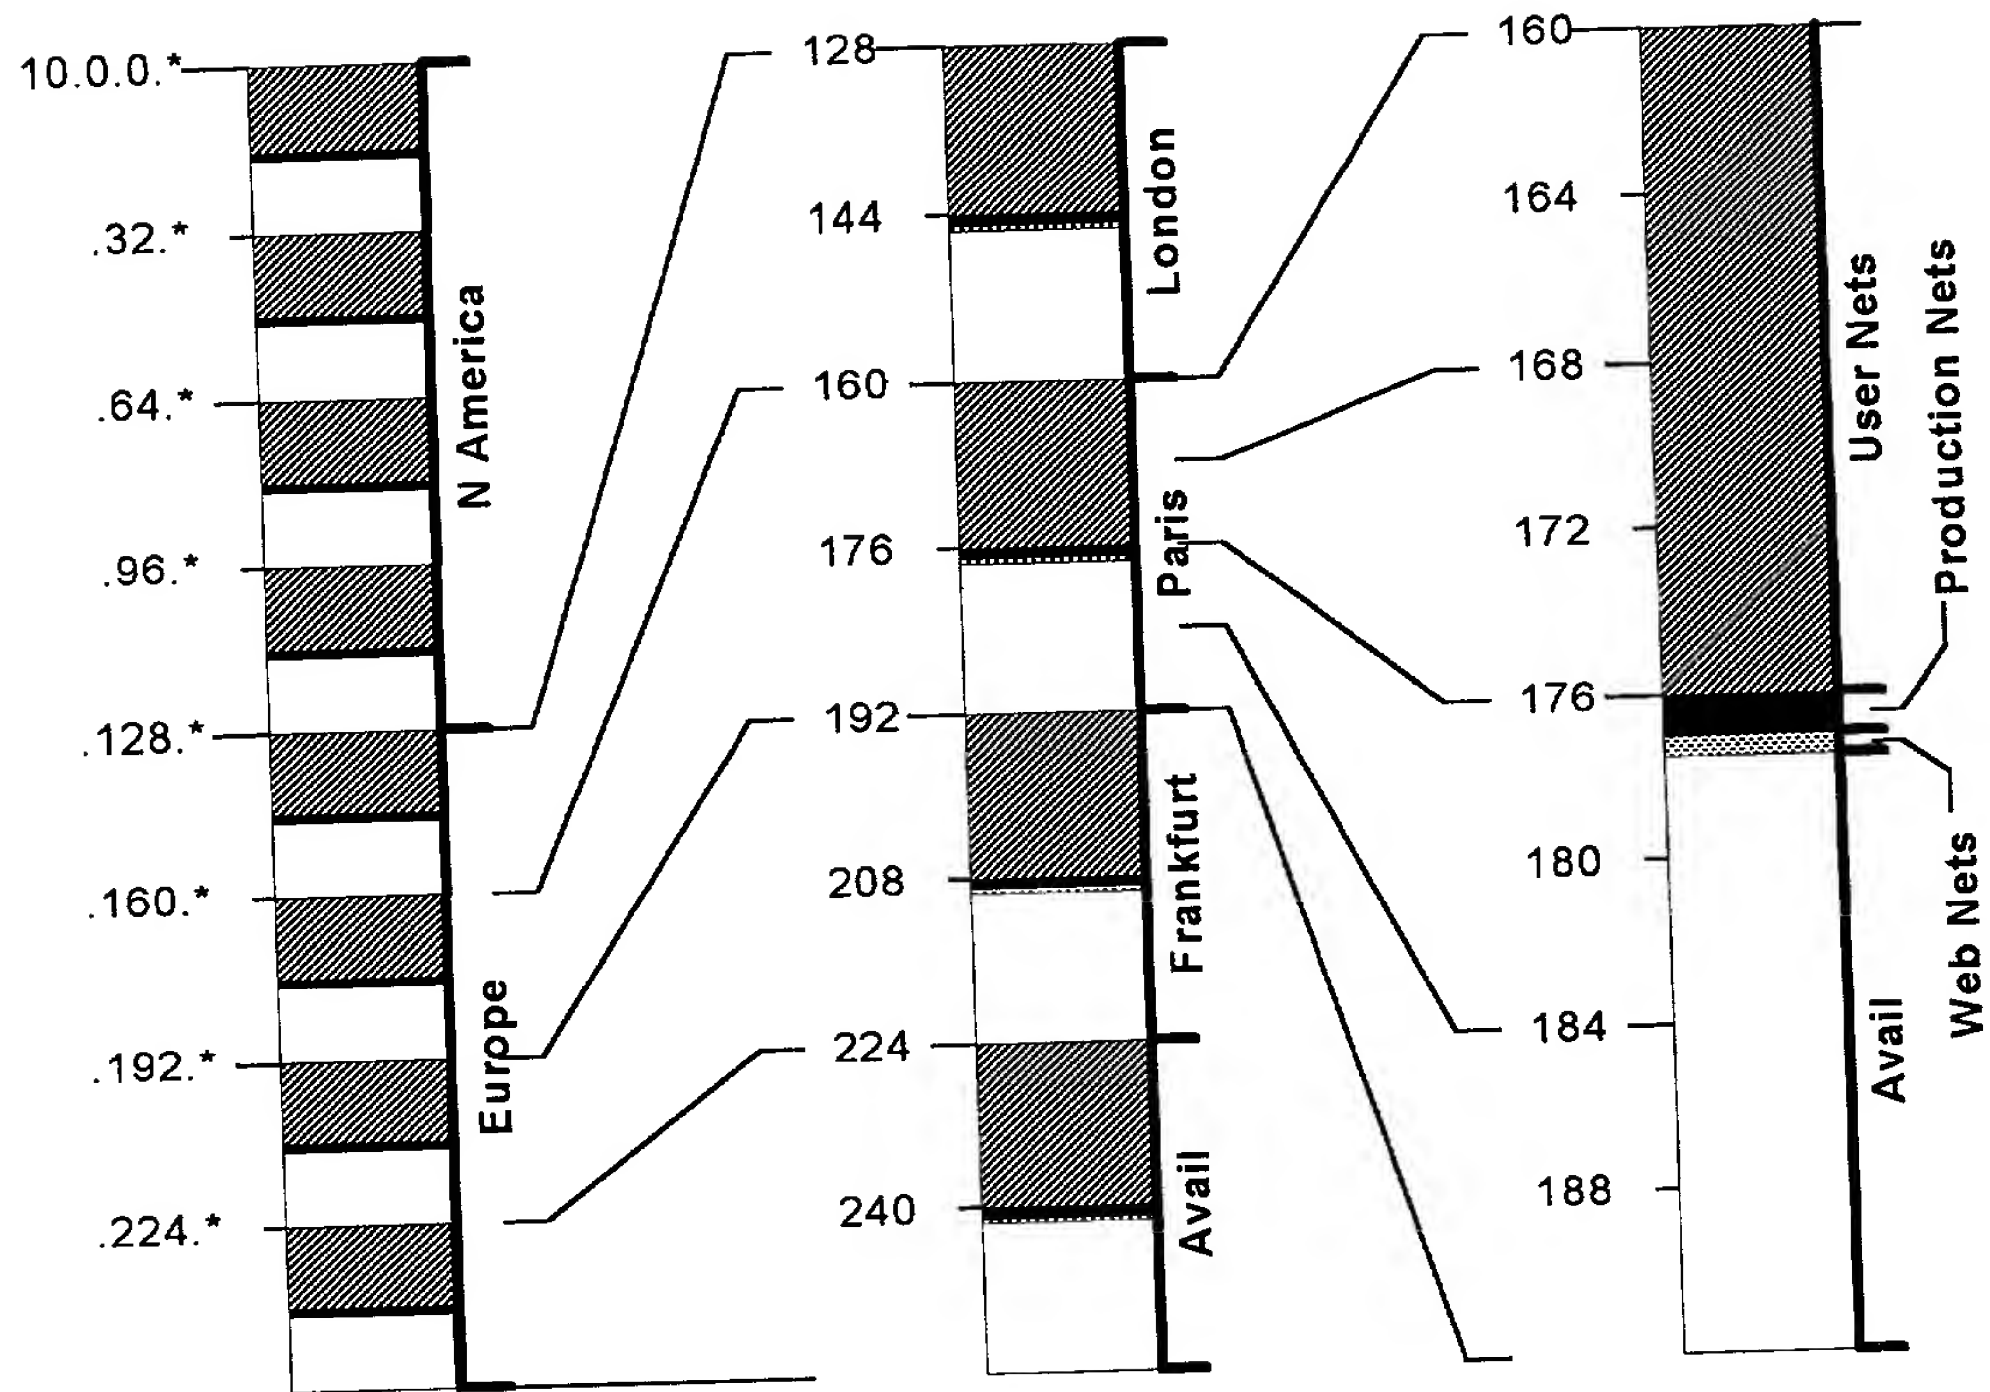 10.0.0.*
.32.*
.64.*
.96.*
.128.*
.160.*
.192.*
.224.*
N America
Europe
128
144
160
176
192
208
224
240
London
Paris
Frankfurt
Avail
160
164
168
172
176
180
184
188
User Nets
Production Nets
Web Nets
Avail